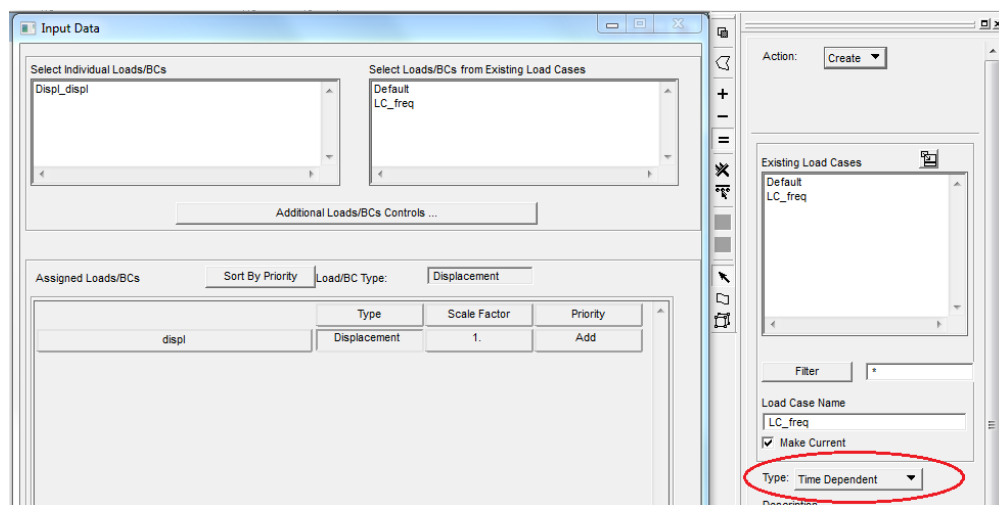 Input Data
Select Individual Loads/BCs
Displ_displ
Select Loads/BCs from Existing Load Cases
Default
LC_freq
Additional Loads/BCs Controls ...
Assigned Loads/BCs
Sort By Priority
Load/BC Type:
Displacement
Type Scale Factor Priority
displ Displacement 1. Add
Action: Create
Existing Load Cases
Default
LC_freq
Filter *
Load Case Name
LC_freq
Make Current
Type: Time Dependent
Description